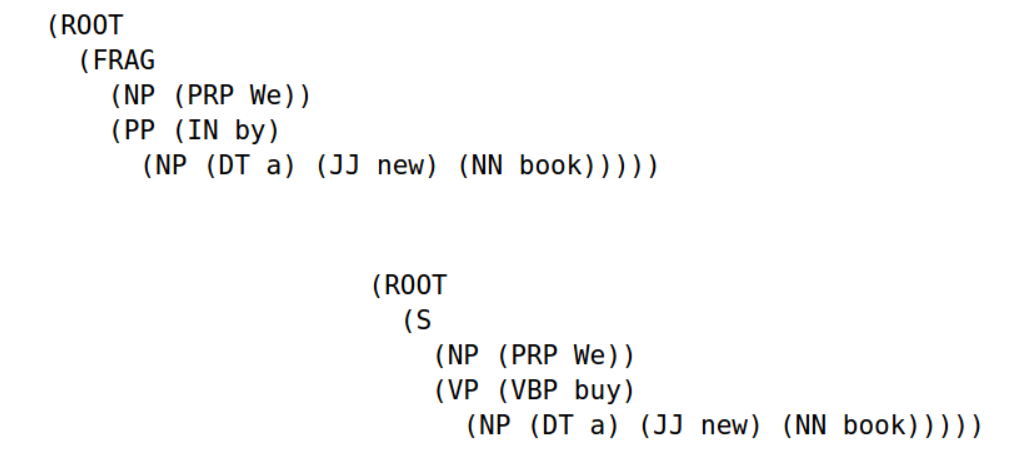 (ROOT
(FRAG
(NP (PRP We))
(PP (IN by)
(NP (DT a) (JJ new) (NN book)))))
(ROOT
(S
(NP (PRP We))
(VP (VBP buy)
(NP (DT a) (JJ new) (NN book)))))